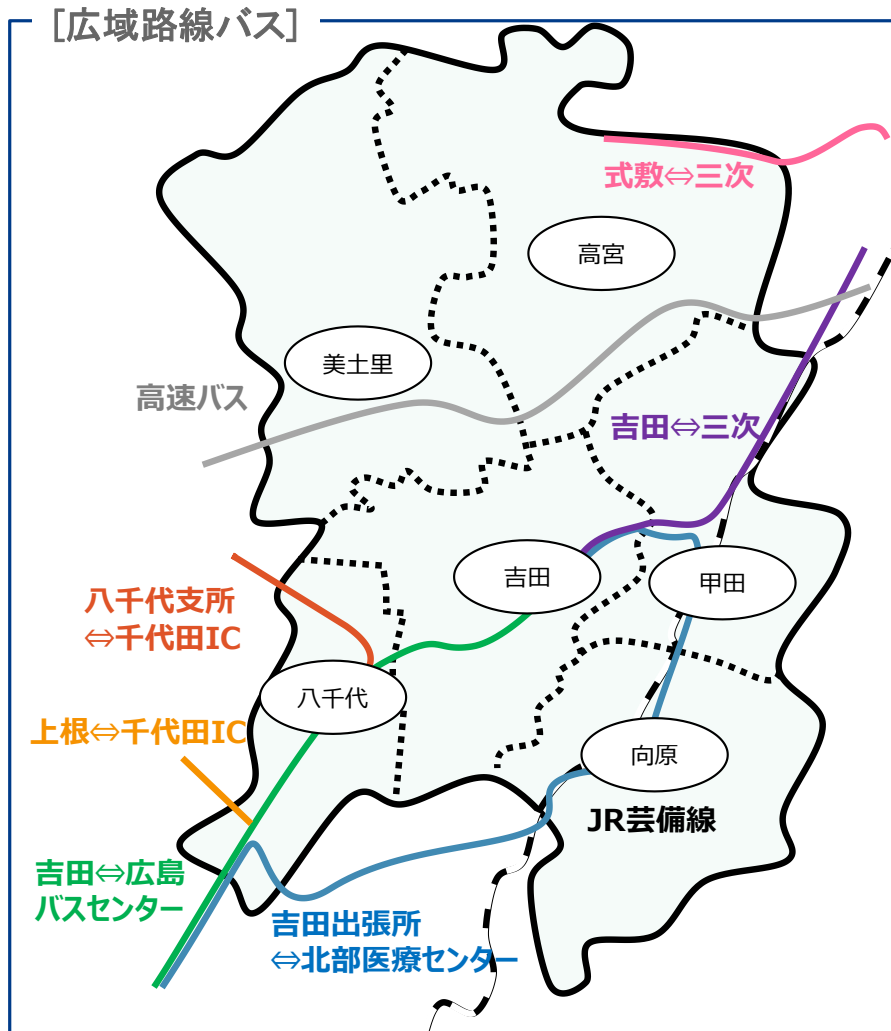 [広域路線バス]
式敷⇔三次
高宮
美土里
高速バス
吉田⇔三次
吉田
甲田
八千代支所
⇔千代田IC
八千代
上根⇔千代田IC
向原
JR芸備線
吉田⇔広島
バスセンター
吉田出張所
⇔北部医療センター